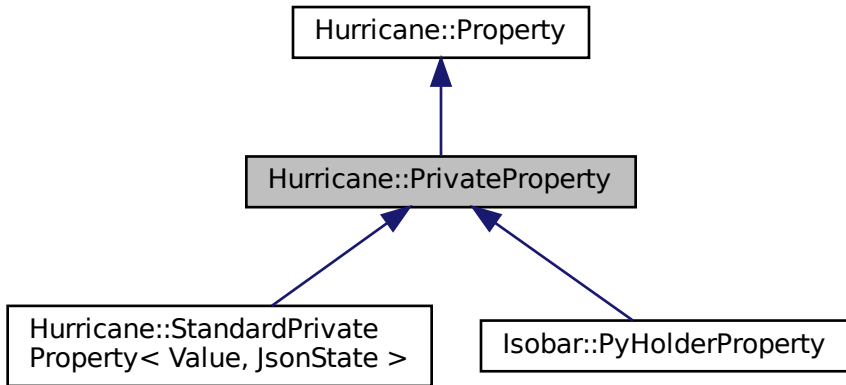 Hurricane::Property
Hurricane::PrivateProperty
Hurricane::StandardPrivate
Property< Value, JsonState >
Isobar::PyHolderProperty